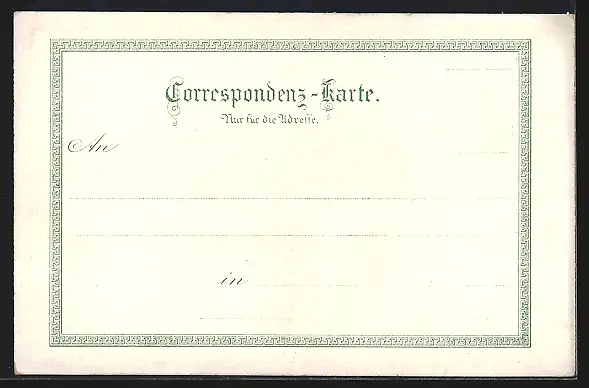 Correspondenz-Karte.
Nur für die Adresse.
An
in